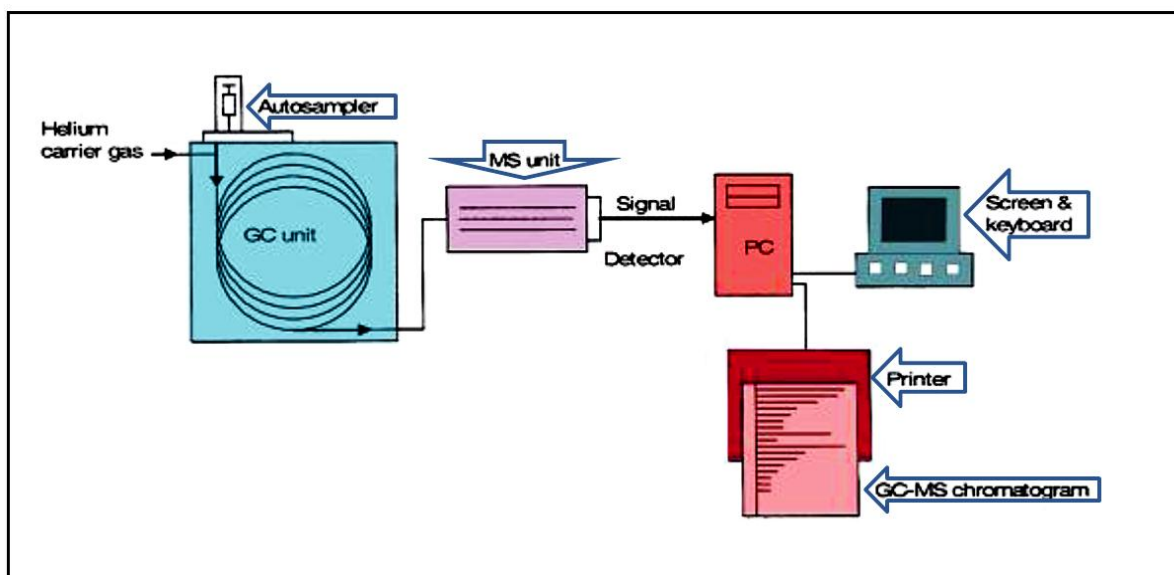 Autosampler
Helium
carrier gas
MS unit
GC unit
Signal
Detector
PC
Screen &
keyboard
Printer
GC-MS chromatogram